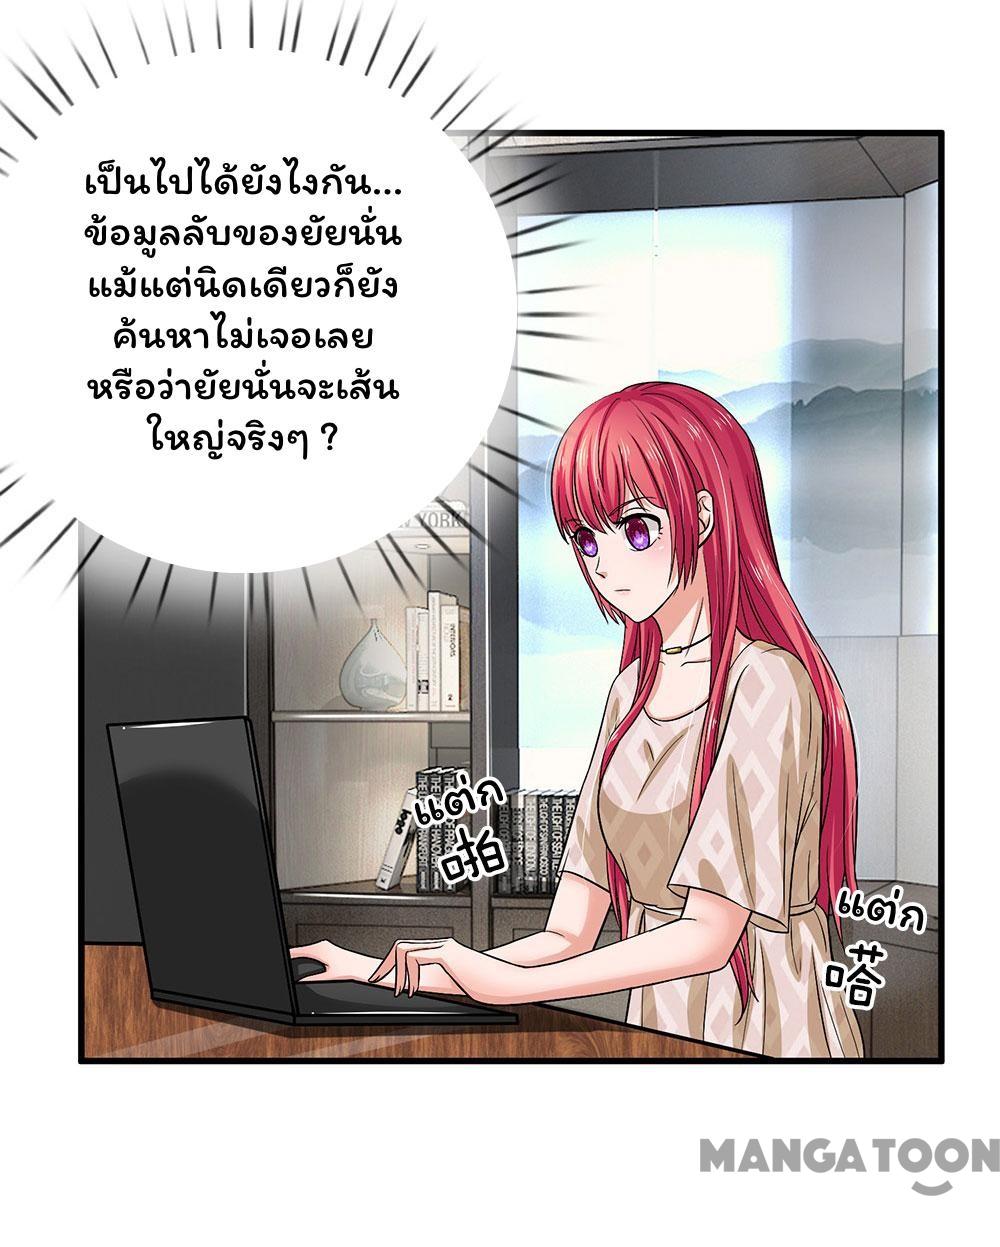 เป็นไปได้ยังไงกัน...
ข้อมูลลับของยัยนั่น
แม้แต่นิดเดียวก็ยัง
ค้นหาไม่เจอเลย
หรือว่ายัยนั่นจะเส้น
ใหญ่จริงๆ ?
YORK
INTERIORS
แต่ก
啪
แต่ก
嗒
MANGATOON